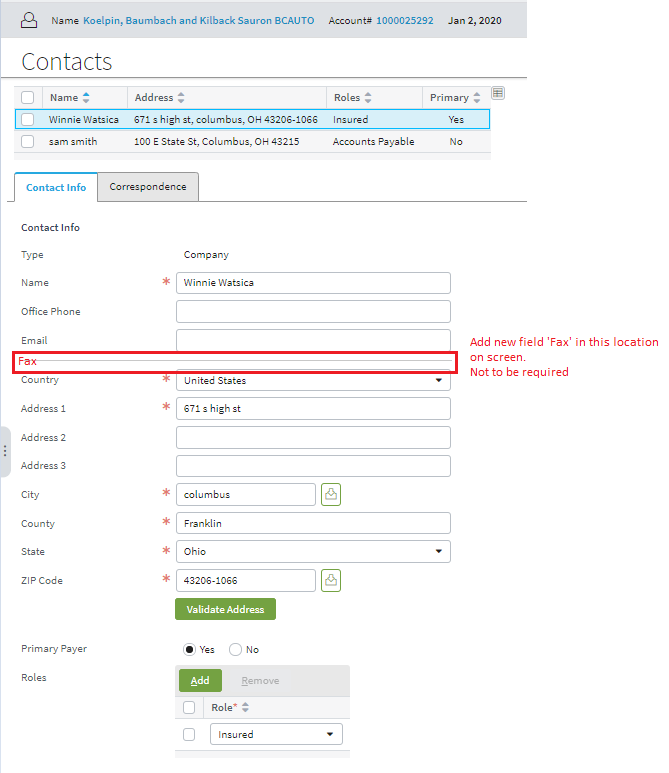 Name Koelpin, Baumbach and Kilback Sauron BCAUTO Account# 1000025292 Jan 2, 2020
Contacts
Name Address Roles Primary
Winnie Watsica 671 s high st, columbus, OH 43206-1066 Insured Yes
sam smith 100 E State St, Columbus, OH 43215 Accounts Payable No
Contact Info Correspondence
Contact Info
Type Company
Name * Winnie Watsica
Office Phone
Email
Fax
Add new field 'Fax' in this location
on screen.
Not to be required
Country * United States
Address 1 * 671 s high st
Address 2
Address 3
City * columbus
County * Franklin
State * Ohio
ZIP Code * 43206-1066
Validate Address
Primary Payer Yes No
Roles
Add Remove
Role*
Insured